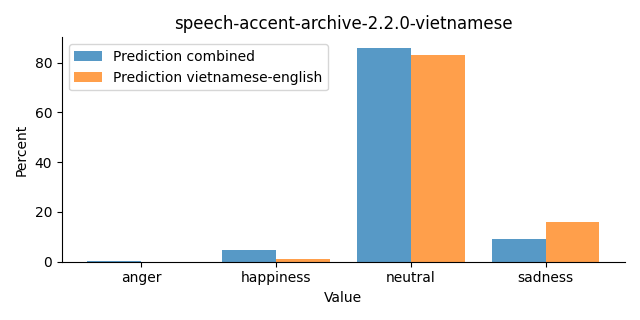 speech-accent-archive-2.2.0-vietnamese
Prediction combined
Prediction vietnamese-english
Percent
80
60
40
20
0
anger happiness neutral sadness
Value